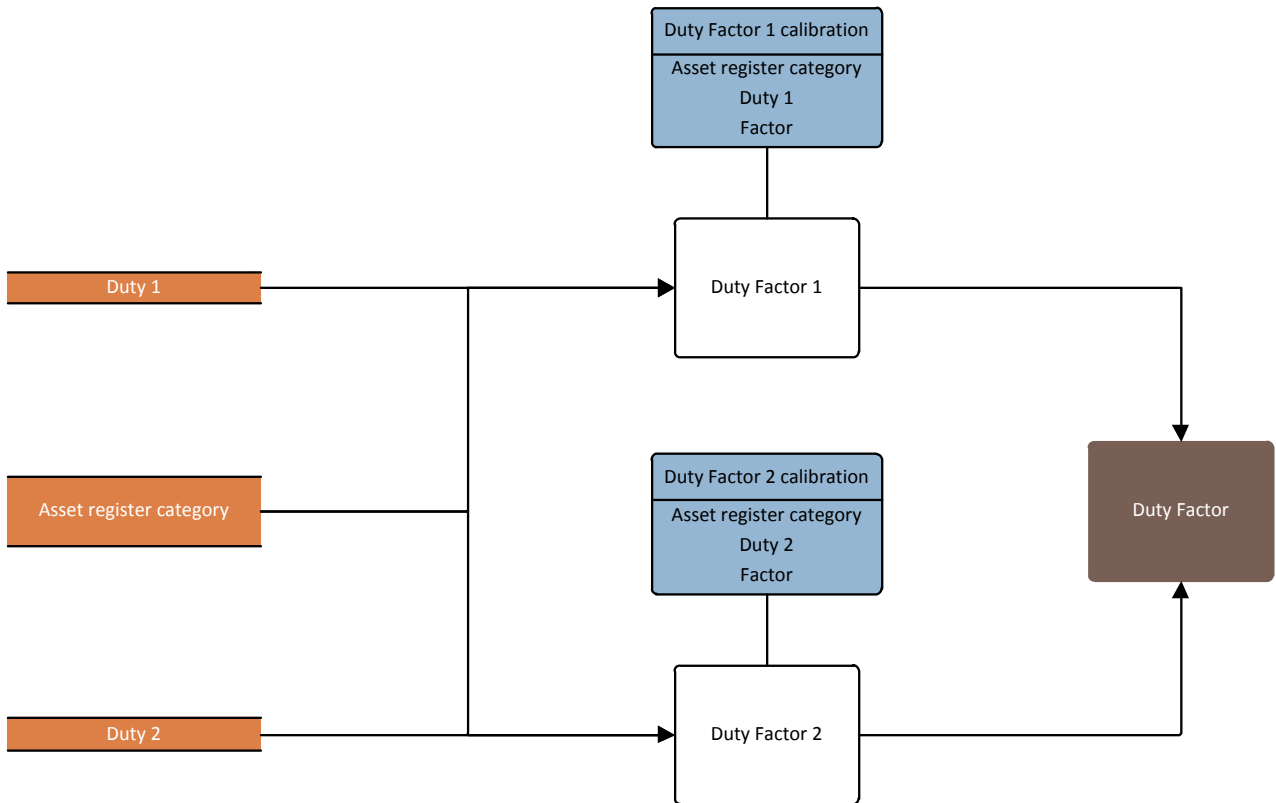 Duty Factor 1 calibration
Asset register category
Duty 1
Factor
Duty 1
Duty Factor 1
Asset register category
Duty Factor 2 calibration
Asset register category
Duty 2
Factor
Duty Factor
Duty 2
Duty Factor 2